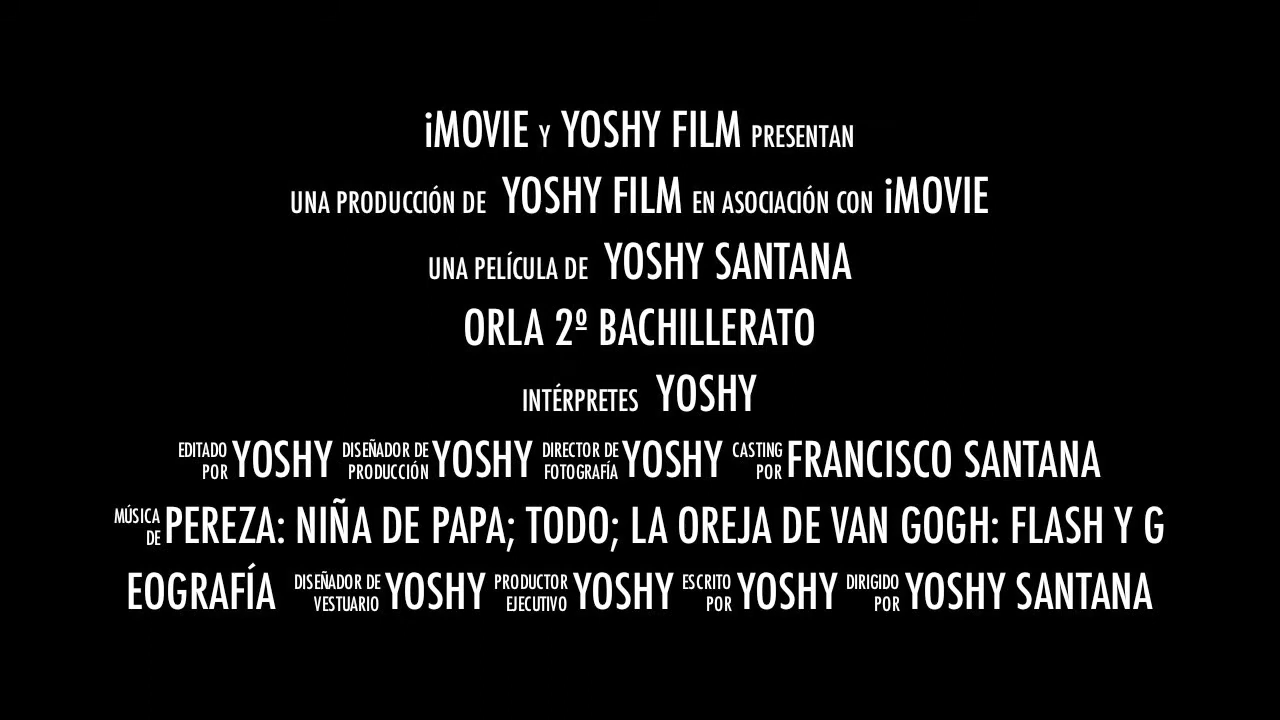 iMOVIE Y YOSHY FILM PRESENTAN
UNA PRODUCCIÓN DE YOSHY FILM EN ASOCIACIÓN CON iMOVIE
UNA PELÍCULA DE YOSHY SANTANA
ORLA 2º BACHILLERATO
INTÉRPRETES YOSHY
EDITADO POR YOSHY DISEÑADOR DE PRODUCCIÓN YOSHY DIRECTOR DE FOTOGRAFÍA YOSHY CASTING POR FRANCISCO SANTANA
MÚSICA DE PEREZA: NIÑA DE PAPA; TODO; LA OREJA DE VAN GOGH: FLASH Y G
EOGRAFÍA DISEÑADOR DE VESTUARIO YOSHY PRODUCTOR EJECUTIVO YOSHY ESCRITO POR YOSHY DIRIGIDO POR YOSHY SANTANA